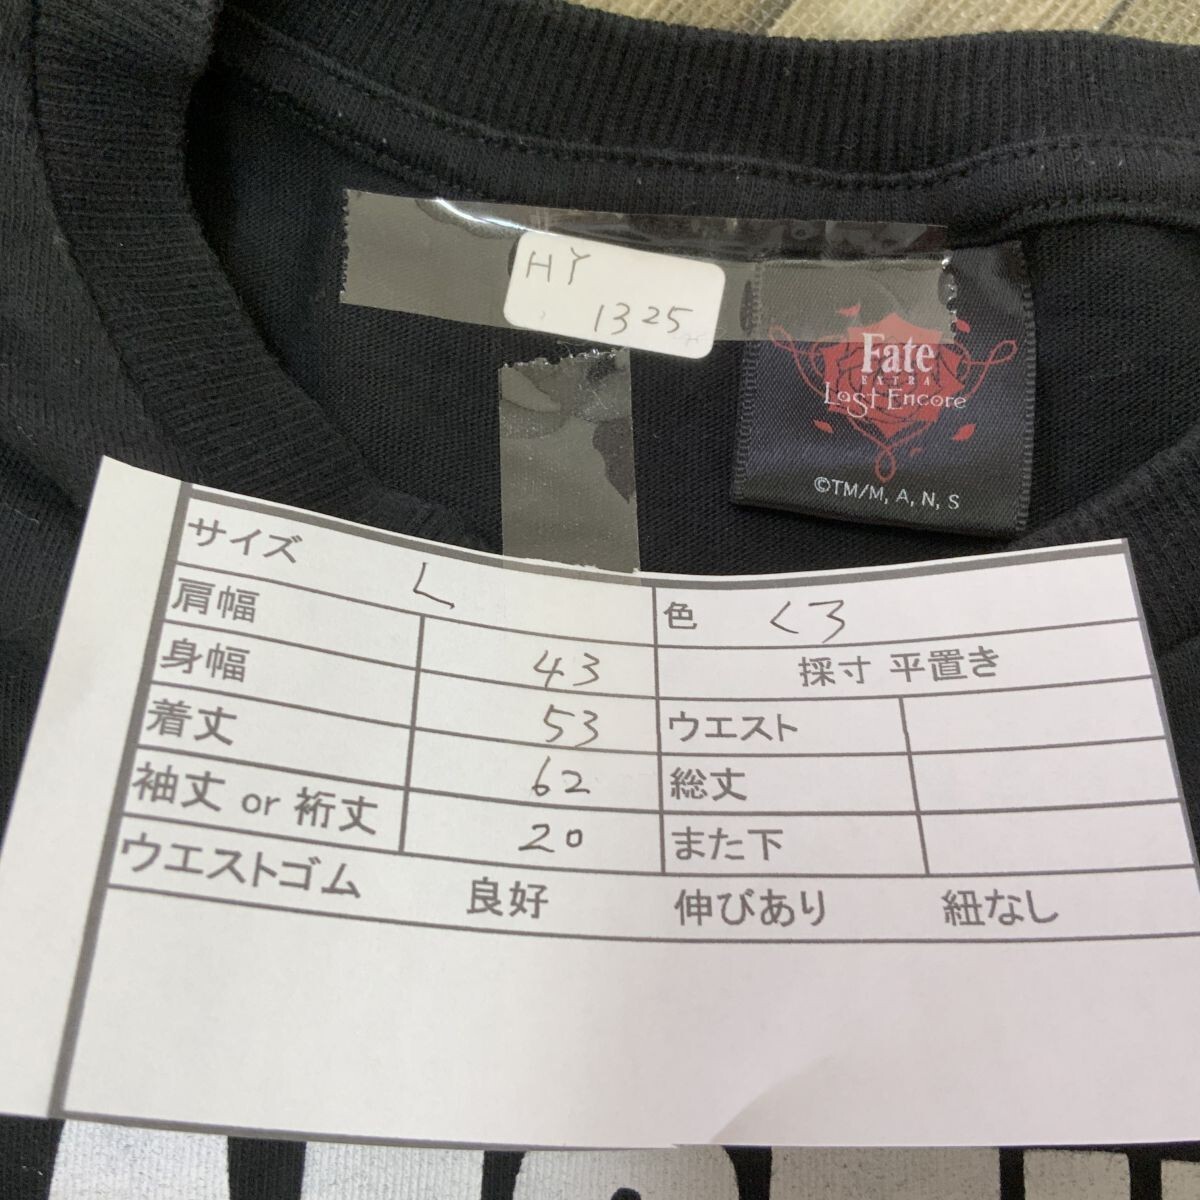 HY
1325
Fate
EXTRA
Last Encore
©TM/M, A, N, S
サイズ L 色 くろ
肩幅 43 採寸 平置き
身幅 53 ウエスト
着丈 62 総丈
袖丈 or 裄丈 20 また下
ウエストゴム 良好 伸びあり 紐なし